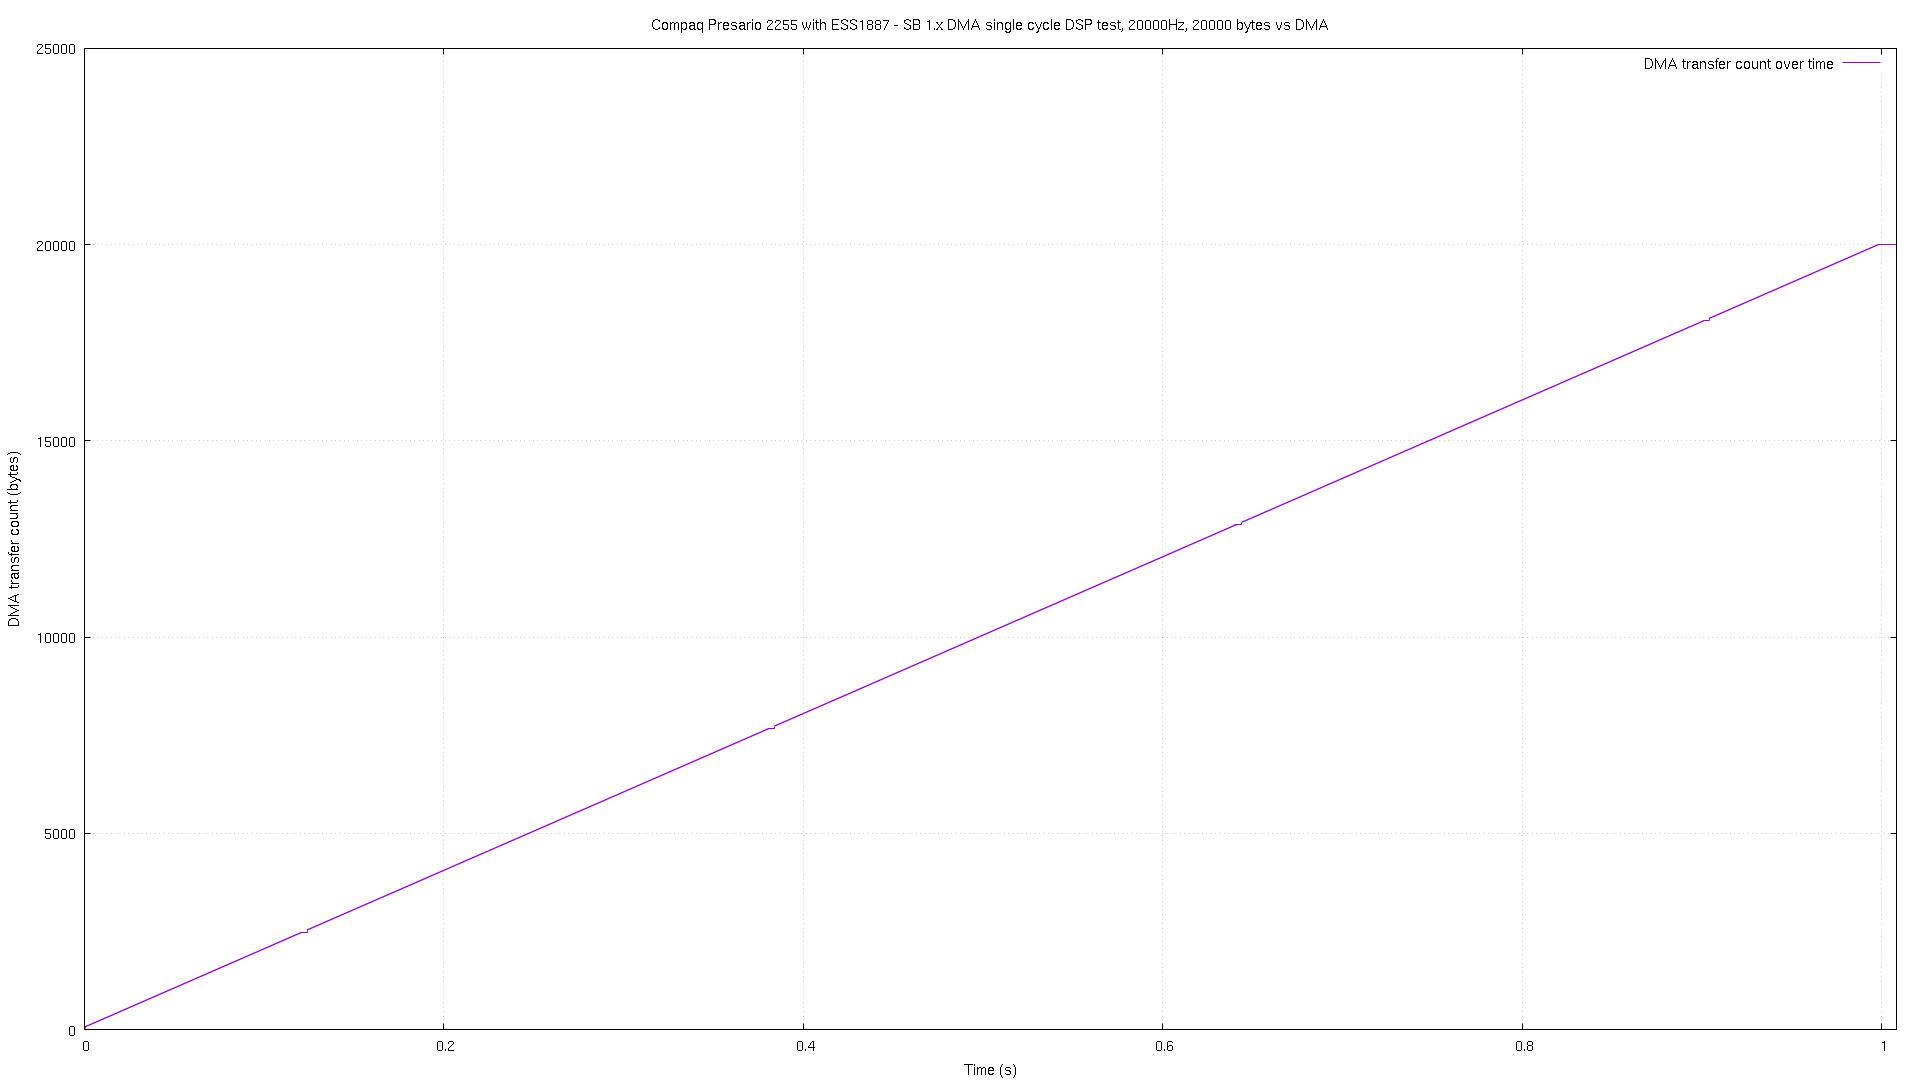 Compaq Presario 2255 with ESS1887 - SB 1.x DMA single cycle DSP test, 20000Hz, 20000 bytes vs DMA
DMA transfer count over time
25000
20000
15000
10000
5000
0
DMA transfer count (bytes)
0 0.2 0.4 0.6 0.8 1
Time (s)